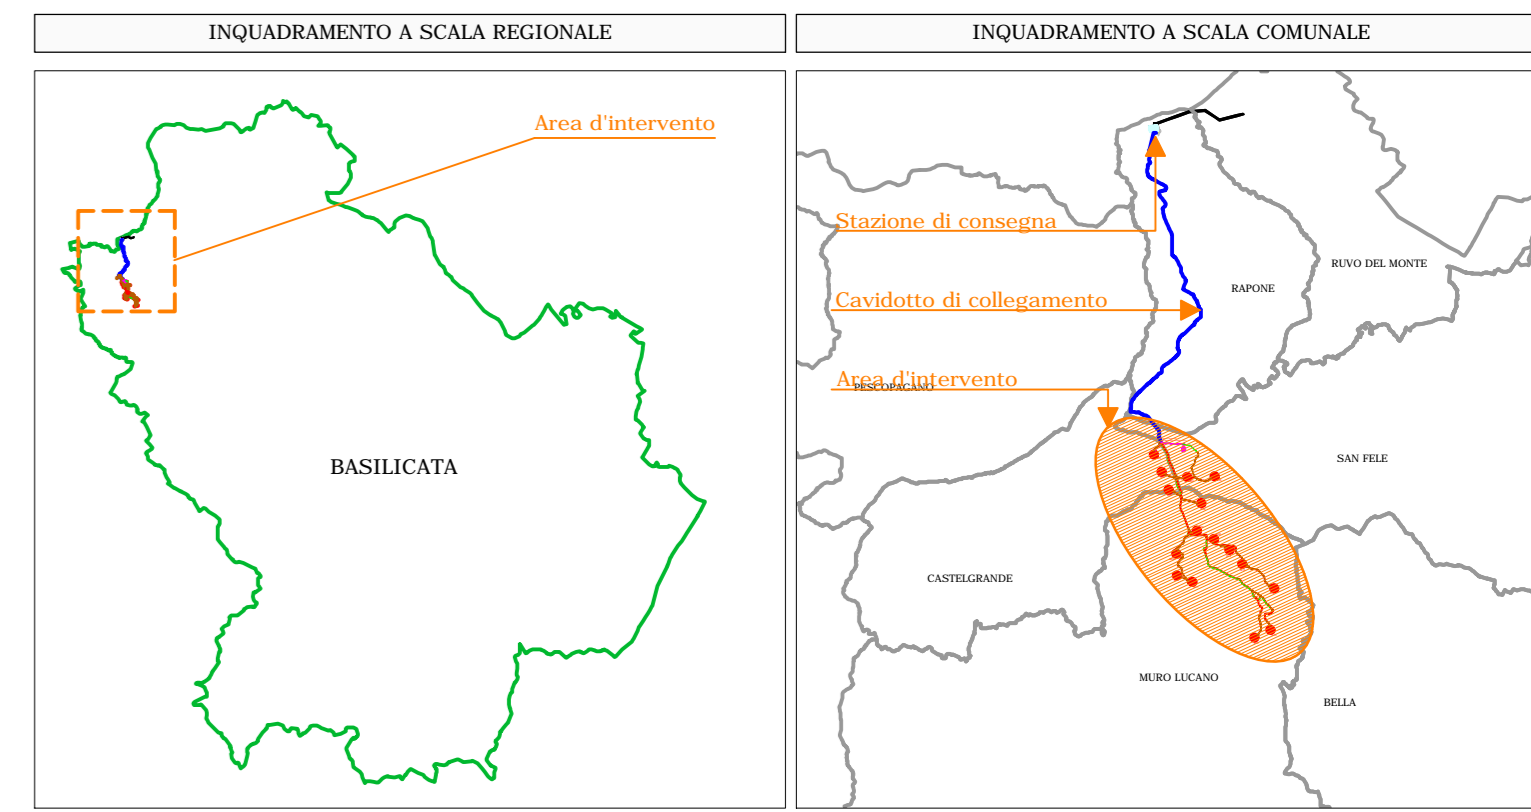 INQUADRAMENTO A SCALA REGIONALE
INQUADRAMENTO A SCALA COMUNALE
Area d'intervento
BASILICATA
Stazione di consegna
RUVO DEL MONTE
RAPONE
Cavidotto di collegamento
Area d'intervento
PESCOPAGANO
SAN FELE
CASTELGRANDE
MURO LUCANO
BELLA